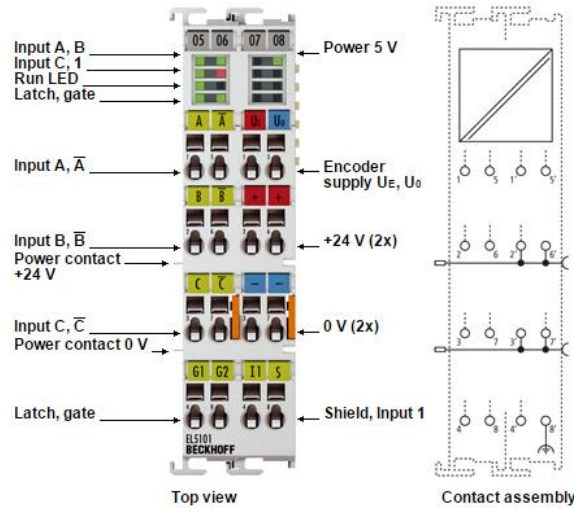 Input A, B
Input C, 1
Run LED
Latch, gate
Input A, A̅
Input B, B̅
Power contact
+24 V
Input C, C̅
Power contact 0 V
Latch, gate
05 06 07 08
A A̅ U₀
B B̅ + +
C C̅ − −
G1 G2 I1 S
EL5101
BECKHOFF
Power 5 V
Encoder
supply UE, U0
+24 V (2x)
0 V (2x)
Shield, Input 1
Top view
1 5 1' 5'
2 6 2' 6'
3 7 3' 7'
4 8 4' 8'
Contact assembly